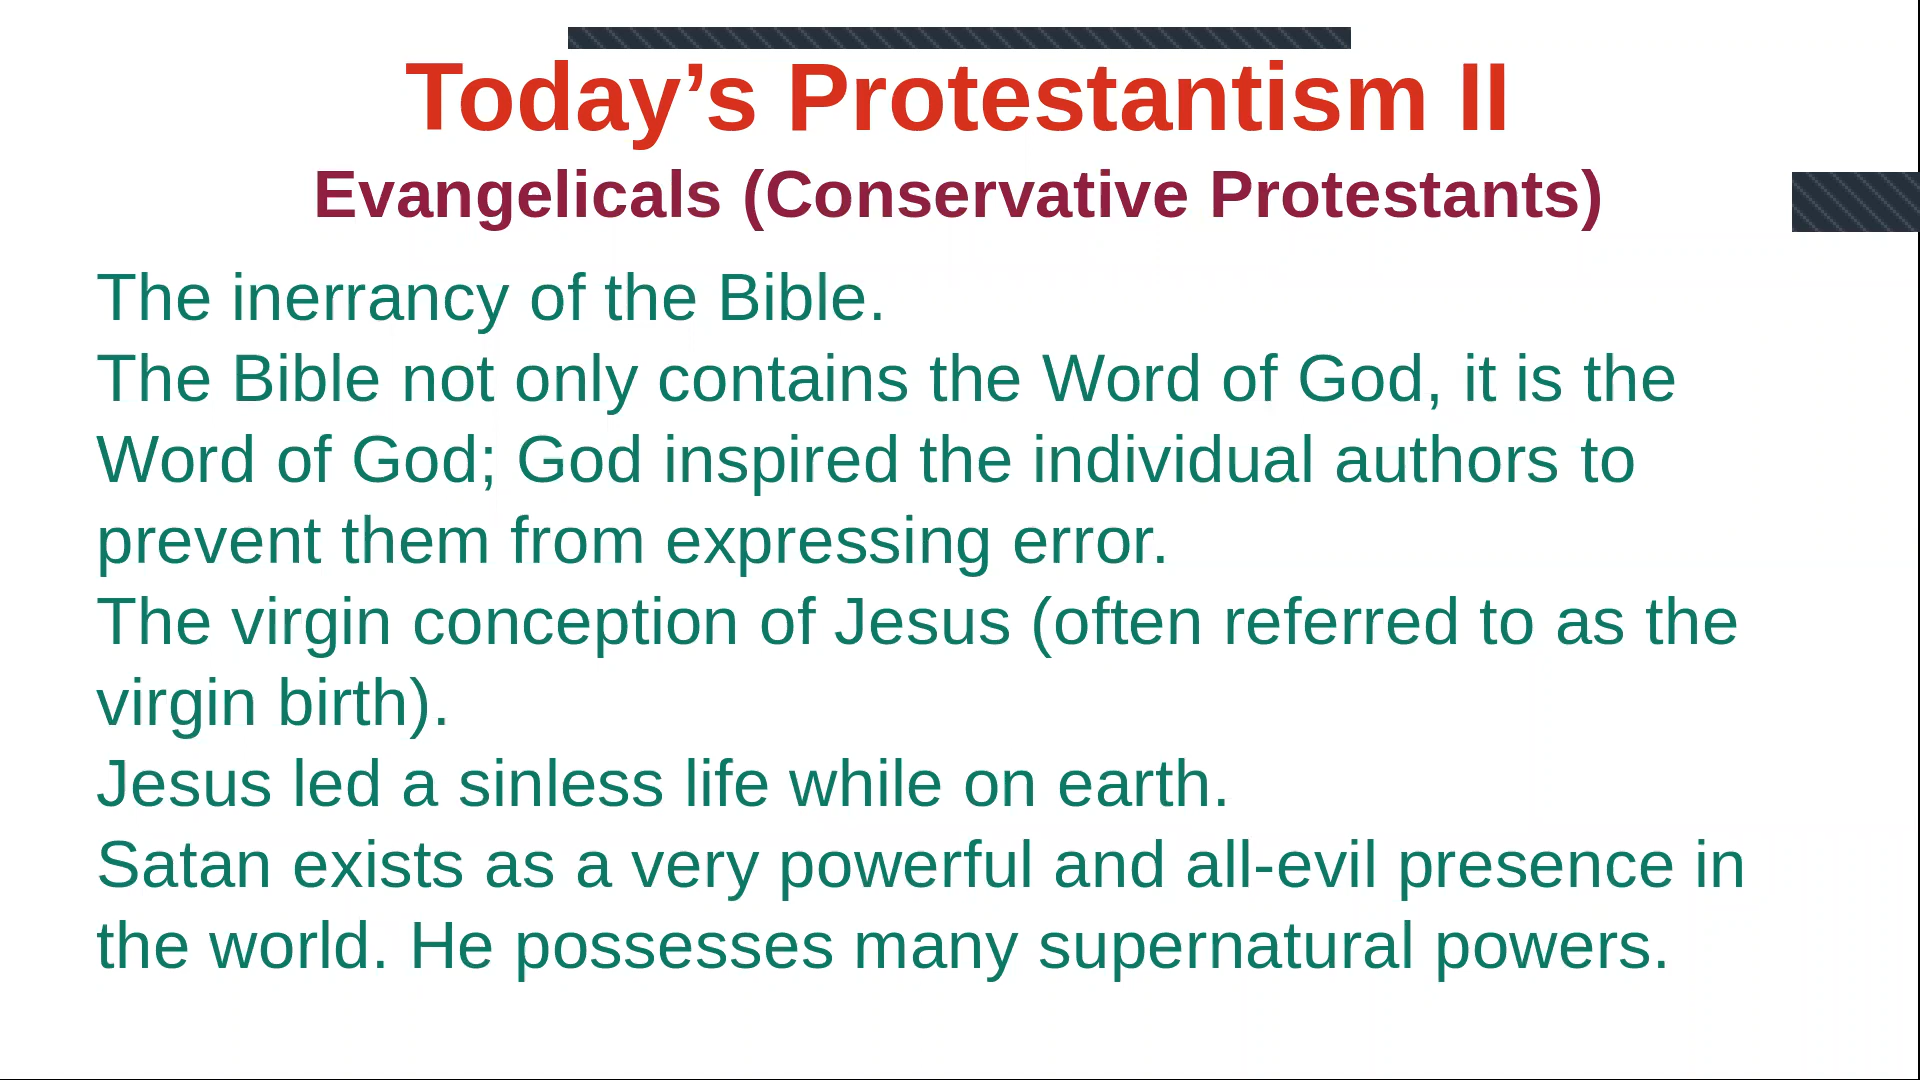 Today’s Protestantism II
Evangelicals (Conservative Protestants)
The inerrancy of the Bible.
The Bible not only contains the Word of God, it is the
Word of God; God inspired the individual authors to
prevent them from expressing error.
The virgin conception of Jesus (often referred to as the
virgin birth).
Jesus led a sinless life while on earth.
Satan exists as a very powerful and all-evil presence in
the world. He possesses many supernatural powers.